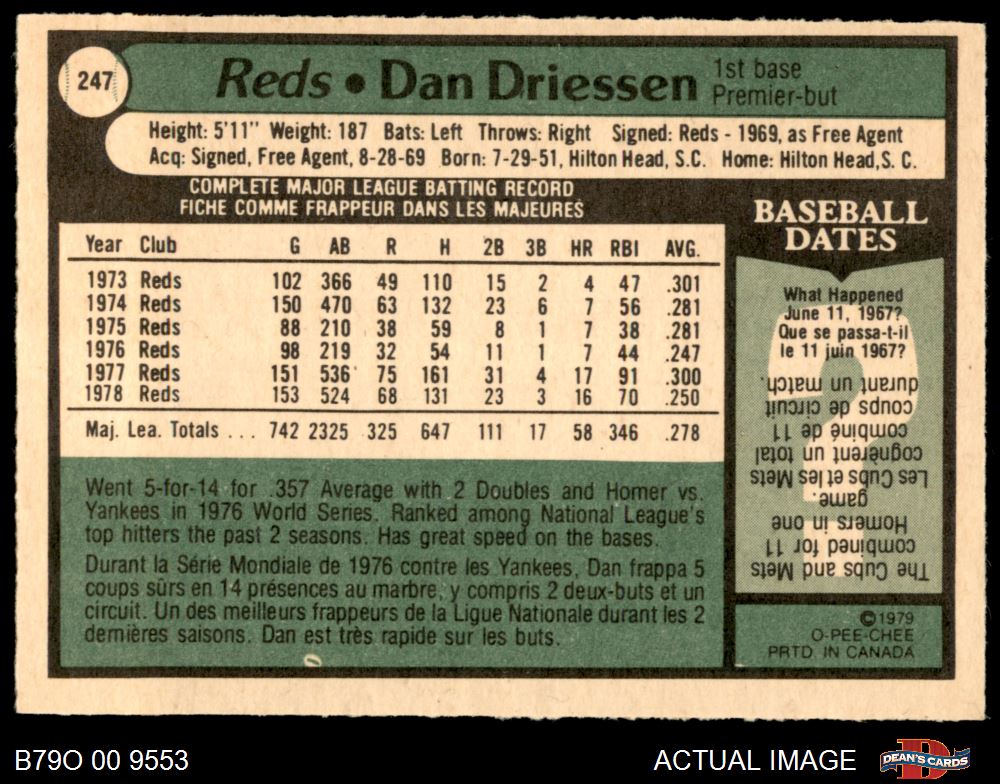 247
Reds • Dan Driessen
1st base
Premier-but
Height: 5'11" Weight: 187 Bats: Left Throws: Right Signed: Reds - 1969, as Free Agent
Acq: Signed, Free Agent, 8-28-69 Born: 7-29-51, Hilton Head, S.C. Home: Hilton Head, S. C.
COMPLETE MAJOR LEAGUE BATTING RECORD
FICHE COMME FRAPPEUR DANS LES MAJEURES
Year Club G AB R H 2B 3B HR RBI AVG.
1973 Reds 102 366 49 110 15 2 4 47 .301
1974 Reds 150 470 63 132 23 6 7 56 .281
1975 Reds 88 210 38 59 8 1 7 38 .281
1976 Reds 98 219 32 54 11 1 7 44 .247
1977 Reds 151 536 75 161 31 4 17 91 .300
1978 Reds 153 524 68 131 23 3 16 70 .250
Maj. Lea. Totals . . . 742 2325 325 647 111 17 58 346 .278
Went 5-for-14 for .357 Average with 2 Doubles and Homer vs.
Yankees in 1976 World Series. Ranked among National League's
top hitters the past 2 seasons. Has great speed on the bases.
Durant la Série Mondiale de 1976 contre les Yankees, Dan frappa 5
coups sûrs en 14 présences au marbre, y compris 2 deux-buts et un
circuit. Un des meilleurs frappeurs de la Ligue Nationale durant les 2
dernières saisons. Dan est très rapide sur les buts.
BASEBALL
DATES
What Happened
June 11, 1967?
Que se passa-t-il
le 11 juin 1967?
The Cubs and Mets
combined for 11
Homers in one
game.
Les Cubs et les Mets
cognèrent un total
combiné de 11
coups de circuit
durant un match.
©1979
O-PEE-CHEE
PRTD. IN CANADA
B79O 00 9553
ACTUAL IMAGE
DEAN'S CARDS